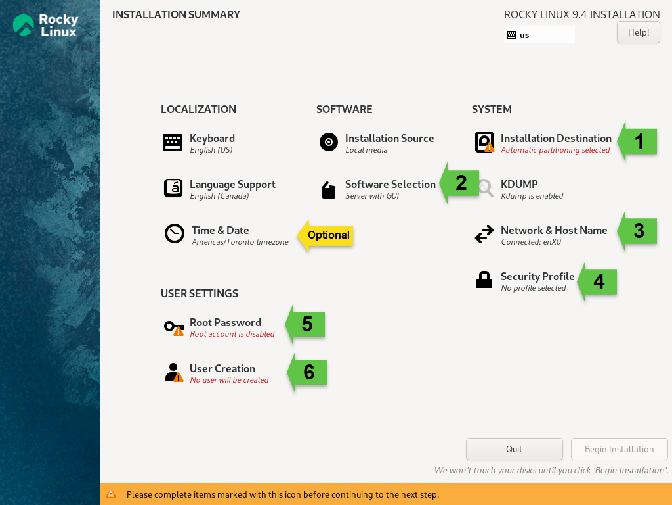 Rocky
Linux
INSTALLATION SUMMARY
ROCKY LINUX 9.4 INSTALLATION
us
Help!
LOCALIZATION
Keyboard
English (US)
Language Support
English (Canada)
Time & Date
Americas/Toronto timezone
Optional
SOFTWARE
Installation Source
Local media
Software Selection
Server with GUI
2
SYSTEM
Installation Destination
Automatic partitioning selected
1
KDUMP
Kdump is enabled
Network & Host Name
Connected: enX0
3
Security Profile
No profile selected
4
USER SETTINGS
Root Password
Root account is disabled
5
User Creation
No user will be created
6
Quit
Begin Installation
We won't touch your disks until you click 'Begin Installation'.
Please complete items marked with this icon before continuing to the next step.